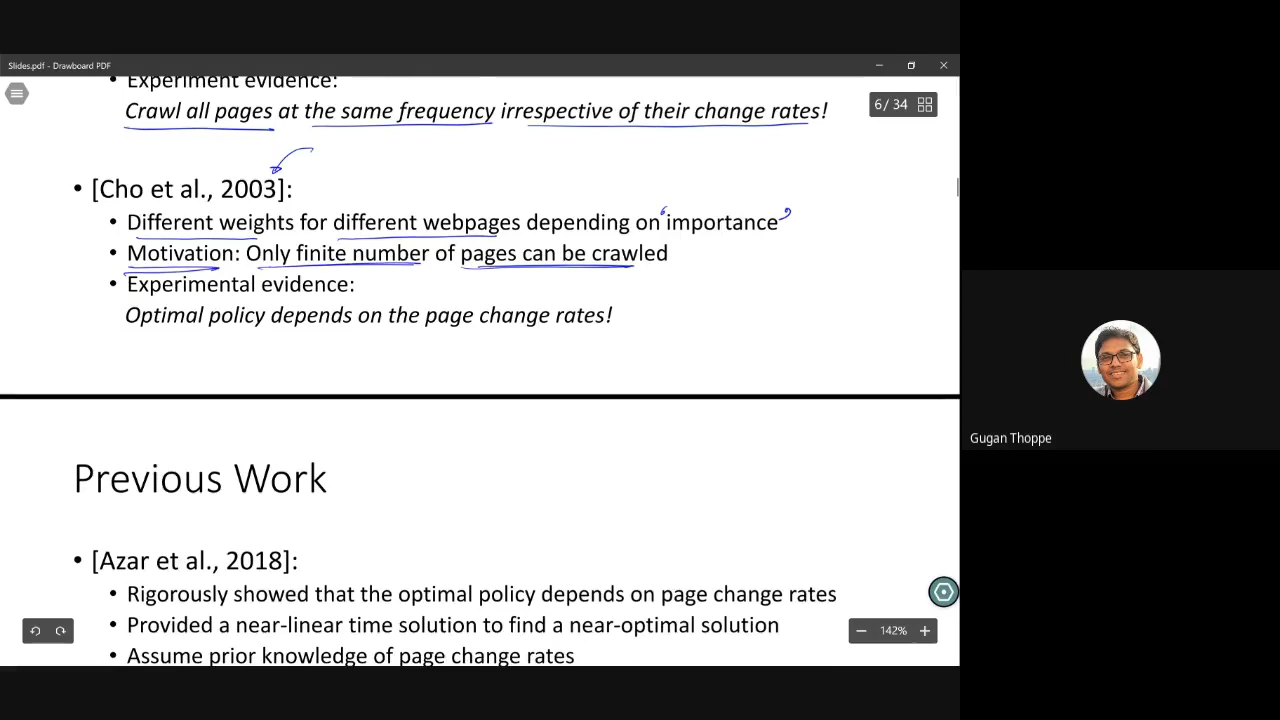 Slides.pdf - Drawboard PDF
• Experiment evidence:
Crawl all pages at the same frequency irrespective of their change rates!
6 / 34
• [Cho et al., 2003]:
• Different weights for different webpages depending on ‘importance’
• Motivation: Only finite number of pages can be crawled
• Experimental evidence:
Optimal policy depends on the page change rates!
Gugan Thoppe
Previous Work
• [Azar et al., 2018]:
• Rigorously showed that the optimal policy depends on page change rates
• Provided a near-linear time solution to find a near-optimal solution
142%
• Assume prior knowledge of page change rates